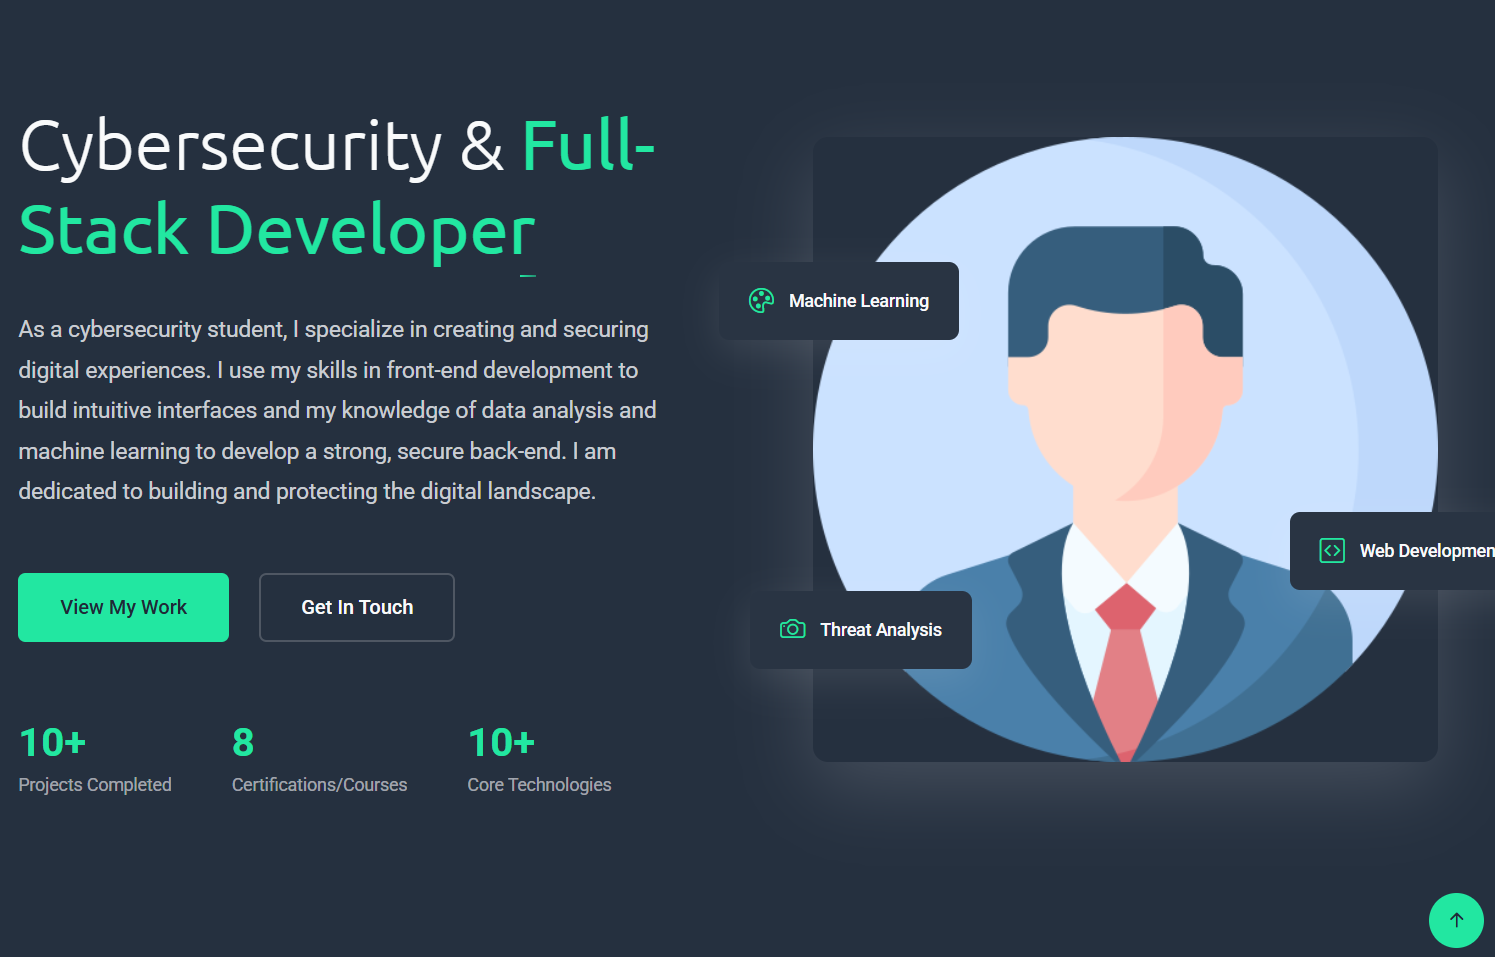 Cybersecurity & Full-
Stack Developer
As a cybersecurity student, I specialize in creating and securing
digital experiences. I use my skills in front-end development to
build intuitive interfaces and my knowledge of data analysis and
machine learning to develop a strong, secure back-end. I am
dedicated to building and protecting the digital landscape.
View My Work
Get In Touch
10+
Projects Completed
8
Certifications/Courses
10+
Core Technologies
Machine Learning
Web Developmen
Threat Analysis